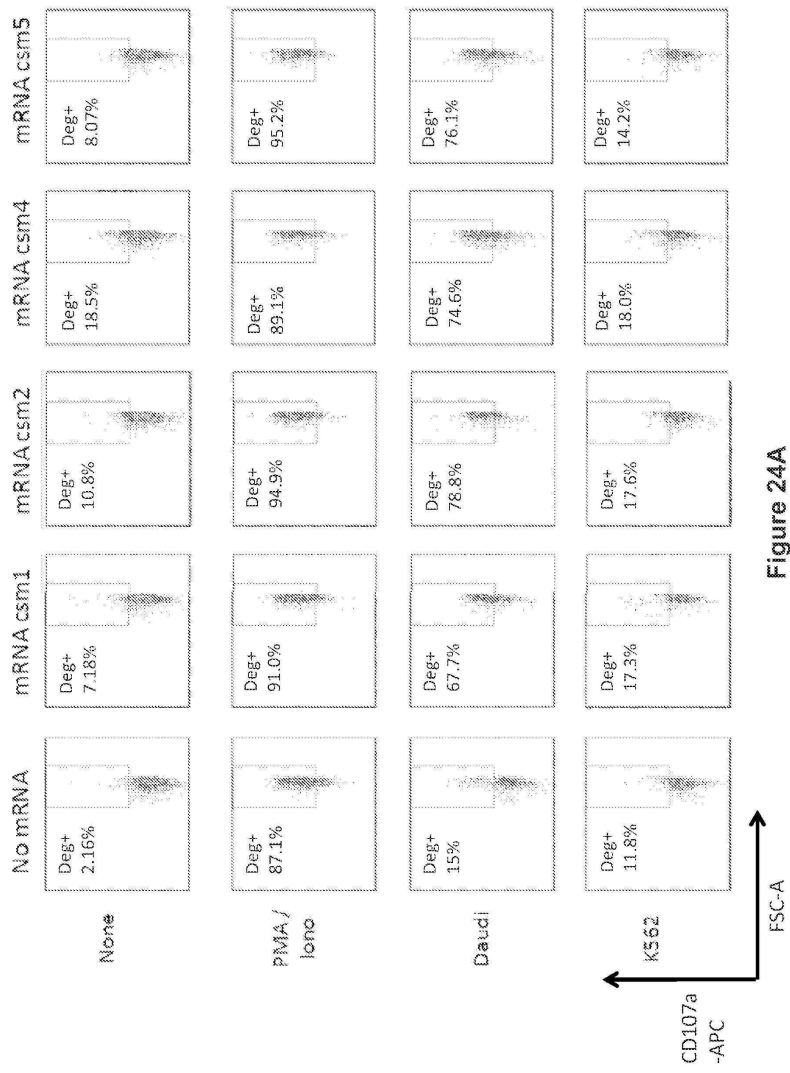 No mRNA
mRNA csm1
mRNA csm2
mRNA csm4
mRNA csm5
None
Deg+
2.16%
Deg+
7.18%
Deg+
10.8%
Deg+
18.5%
Deg+
8.07%
PMA /
Iono
Deg+
87.1%
Deg+
91.0%
Deg+
94.9%
Deg+
89.1%
Deg+
95.2%
Daudi
Deg+
15%
Deg+
67.7%
Deg+
78.8%
Deg+
74.6%
Deg+
76.1%
K562
Deg+
11.8%
Deg+
17.3%
Deg+
17.6%
Deg+
18.0%
Deg+
14.2%
CD107a
-APC
FSC-A
Figure 24A